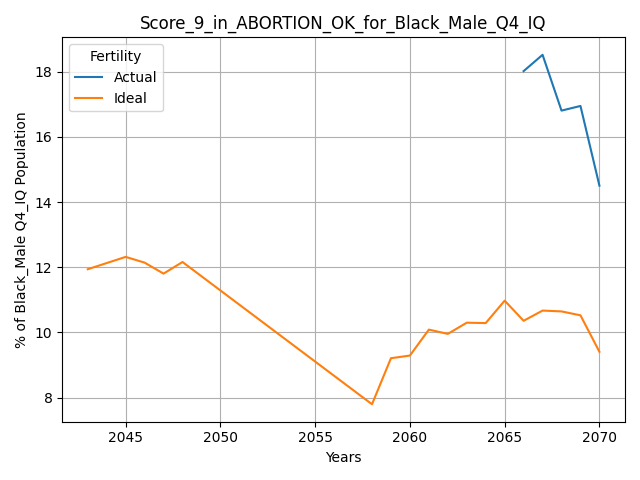 Score_9_in_ABORTION_OK_for_Black_Male_Q4_IQ
Fertility
Actual
Ideal
% of Black_Male Q4_IQ Population
18
16
14
12
10
8
2045 2050 2055 2060 2065 2070
Years